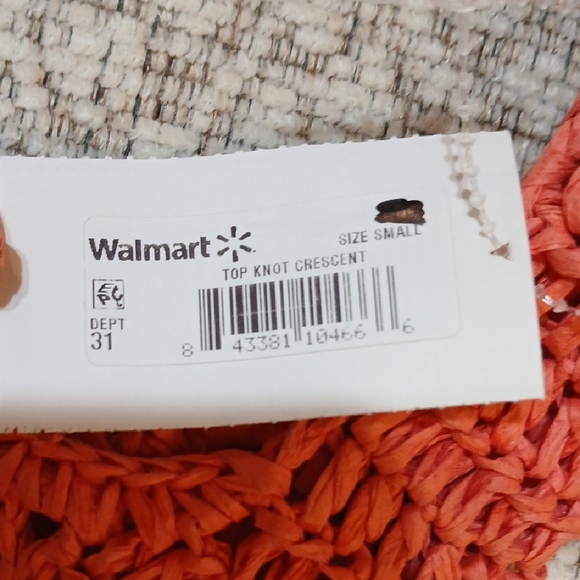 Walmart
SIZE SMALL
TOP KNOT CRESCENT
DEPT
31
8 43381 10466 6